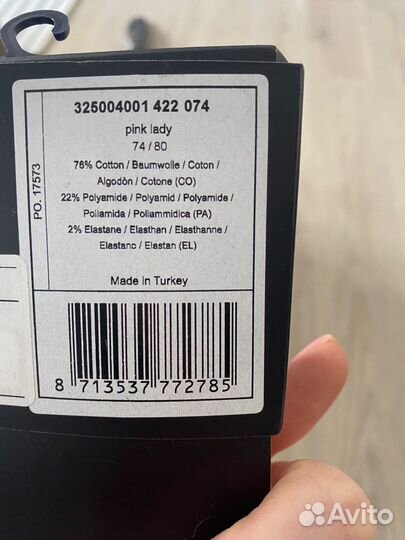 325004001 422 074
pink lady
74 / 80
76% Cotton / Baumwolle / Coton /
Algodòn / Cotone (CO)
22% Polyamide / Polyamid / Polyamide /
Poliamida / Poliammidica (PA)
2% Elastane / Elasthan / Elasthanne /
Elastano / Elastan (EL)
Made in Turkey
PO. 17573
8 713537 772785
Avito